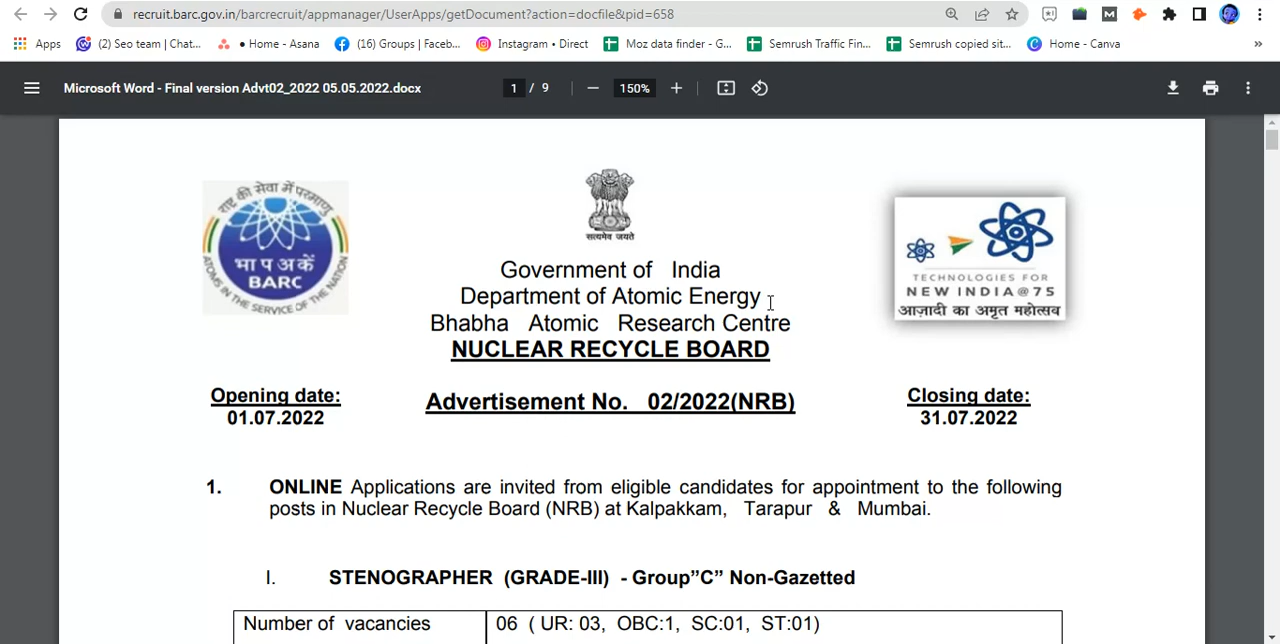 recruit.barc.gov.in/barcrecruit/appmanager/UserApps/getDocument?action=docfile&pid=658
Apps (2) (Seo team | Chat... • Home - Asana (16) Groups | Faceb... Instagram • Direct Moz data finder - G... Semrush Traffic Fin... Semrush copied sit... Home - Canva »
Microsoft Word - Final version Advt02_2022 05.05.2022.docx 1 / 9 — 150% +
राष्ट्र की सेवा में परमाणु
भा प अ कें
BARC
ATOMS IN THE SERVICE OF THE NATION
सत्यमेव जयते
TECHNOLOGIES FOR
NEW INDIA@75
आज़ादी का अमृत महोत्सव
Government of India
Department of Atomic Energy
Bhabha Atomic Research Centre
NUCLEAR RECYCLE BOARD
Opening date:
01.07.2022
Advertisement No. 02/2022(NRB)
Closing date:
31.07.2022
1. ONLINE Applications are invited from eligible candidates for appointment to the following
posts in Nuclear Recycle Board (NRB) at Kalpakkam, Tarapur & Mumbai.
I. STENOGRAPHER (GRADE-III) - Group”C” Non-Gazetted
Number of vacancies 06 ( UR: 03, OBC:1, SC:01, ST:01)